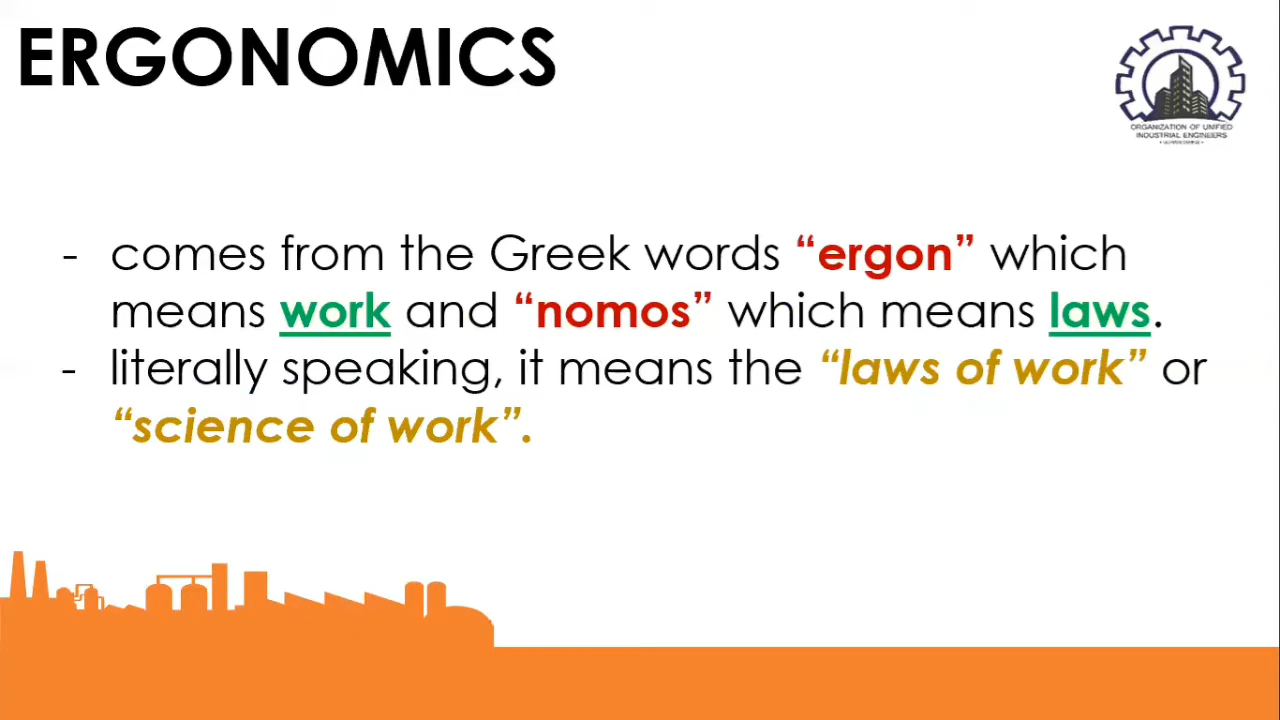 ERGONOMICS
ORGANIZATION OF UNIFIED
INDUSTRIAL ENGINEERS
- comes from the Greek words “ergon” which
means work and “nomos” which means laws.
- literally speaking, it means the “laws of work” or
“science of work”.